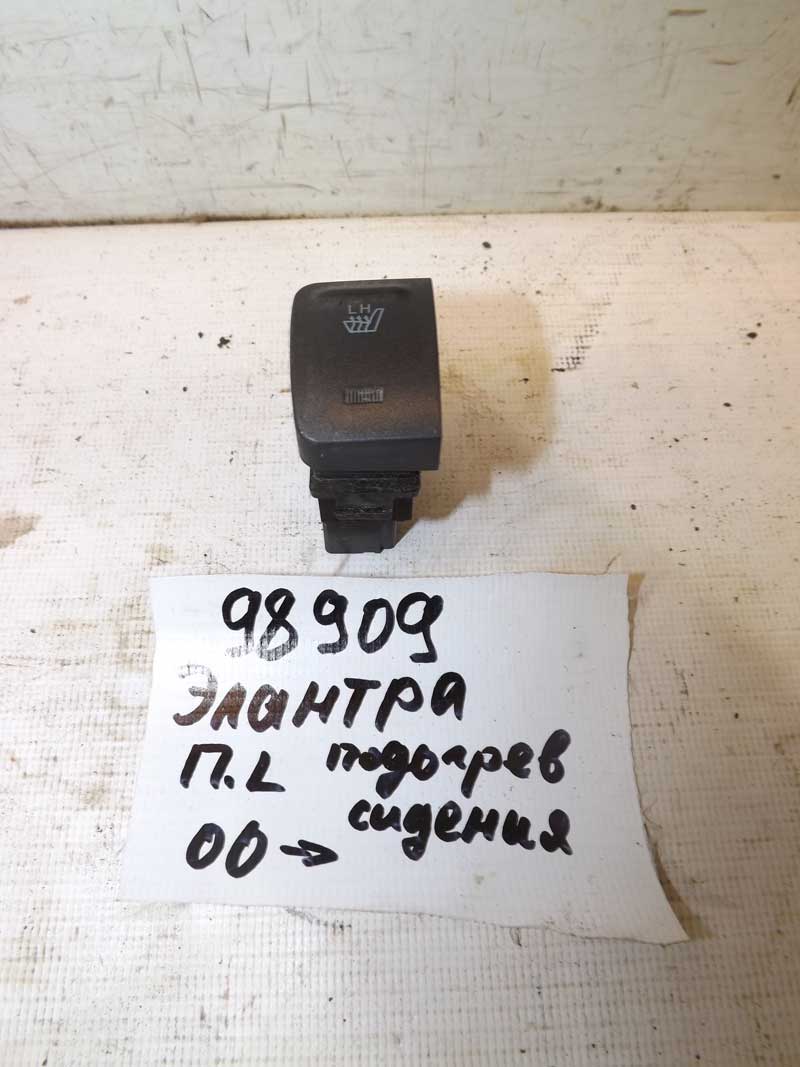 LH
98909
Элантра
П.L подогрев
сидения
00→